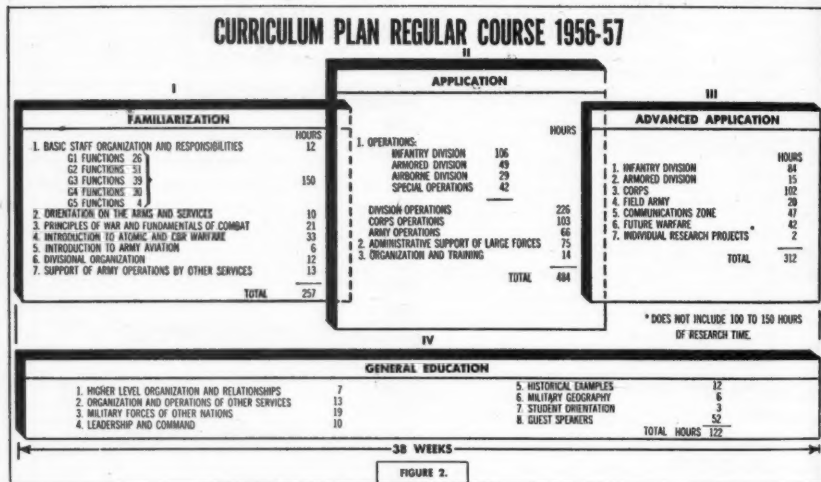 CURRICULUM PLAN REGULAR COURSE 1956-57
I
FAMILIARIZATION
HOURS
1. BASIC STAFF ORGANIZATION AND RESPONSIBILITIES 12
G1 FUNCTIONS 26
G2 FUNCTIONS 51
G3 FUNCTIONS 39 150
G4 FUNCTIONS 30
G5 FUNCTIONS 4
2. ORIENTATION ON THE ARMS AND SERVICES 10
3. PRINCIPLES OF WAR AND FUNDAMENTALS OF COMBAT 21
4. INTRODUCTION TO ATOMIC AND CBR WARFARE 33
5. INTRODUCTION TO ARMY AVIATION 6
6. DIVISIONAL ORGANIZATION 12
7. SUPPORT OF ARMY OPERATIONS BY OTHER SERVICES 13
TOTAL 257
II
APPLICATION
HOURS
1. OPERATIONS:
INFANTRY DIVISION 106
ARMORED DIVISION 49
AIRBORNE DIVISION 29
SPECIAL OPERATIONS 42
DIVISION OPERATIONS 226
CORPS OPERATIONS 103
ARMY OPERATIONS 66
2. ADMINISTRATIVE SUPPORT OF LARGE FORCES 75
3. ORGANIZATION AND TRAINING 14
TOTAL 484
III
ADVANCED APPLICATION
HOURS
1. INFANTRY DIVISION 84
2. ARMORED DIVISION 15
3. CORPS 102
4. FIELD ARMY 20
5. COMMUNICATIONS ZONE 47
6. FUTURE WARFARE 42
7. INDIVIDUAL RESEARCH PROJECTS * 2
TOTAL 312
* DOES NOT INCLUDE 100 TO 150 HOURS
OF RESEARCH TIME.
IV
GENERAL EDUCATION
1. HIGHER LEVEL ORGANIZATION AND RELATIONSHIPS 7
2. ORGANIZATION AND OPERATIONS OF OTHER SERVICES 13
3. MILITARY FORCES OF OTHER NATIONS 19
4. LEADERSHIP AND COMMAND 10
5. HISTORICAL EXAMPLES 12
6. MILITARY GEOGRAPHY 6
7. STUDENT ORIENTATION 3
8. GUEST SPEAKERS 52
TOTAL HOURS 122
38 WEEKS
FIGURE 2.